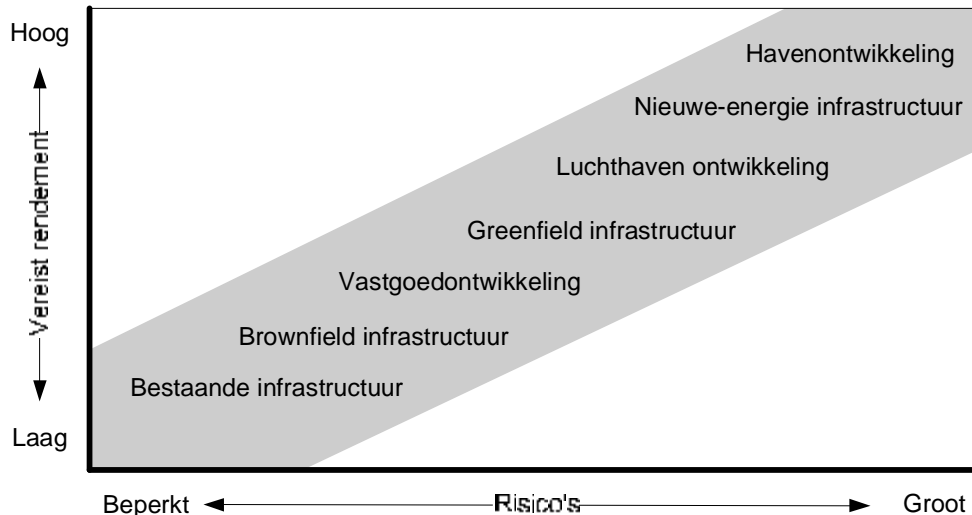 Hoog
Havenontwikkeling
Nieuwe-energie infrastructuur
Luchthaven ontwikkeling
Vereist rendement
Greenfield infrastructuur
Vastgoedontwikkeling
Brownfield infrastructuur
Bestaande infrastructuur
Laag
Beperkt
Risico's
Groot